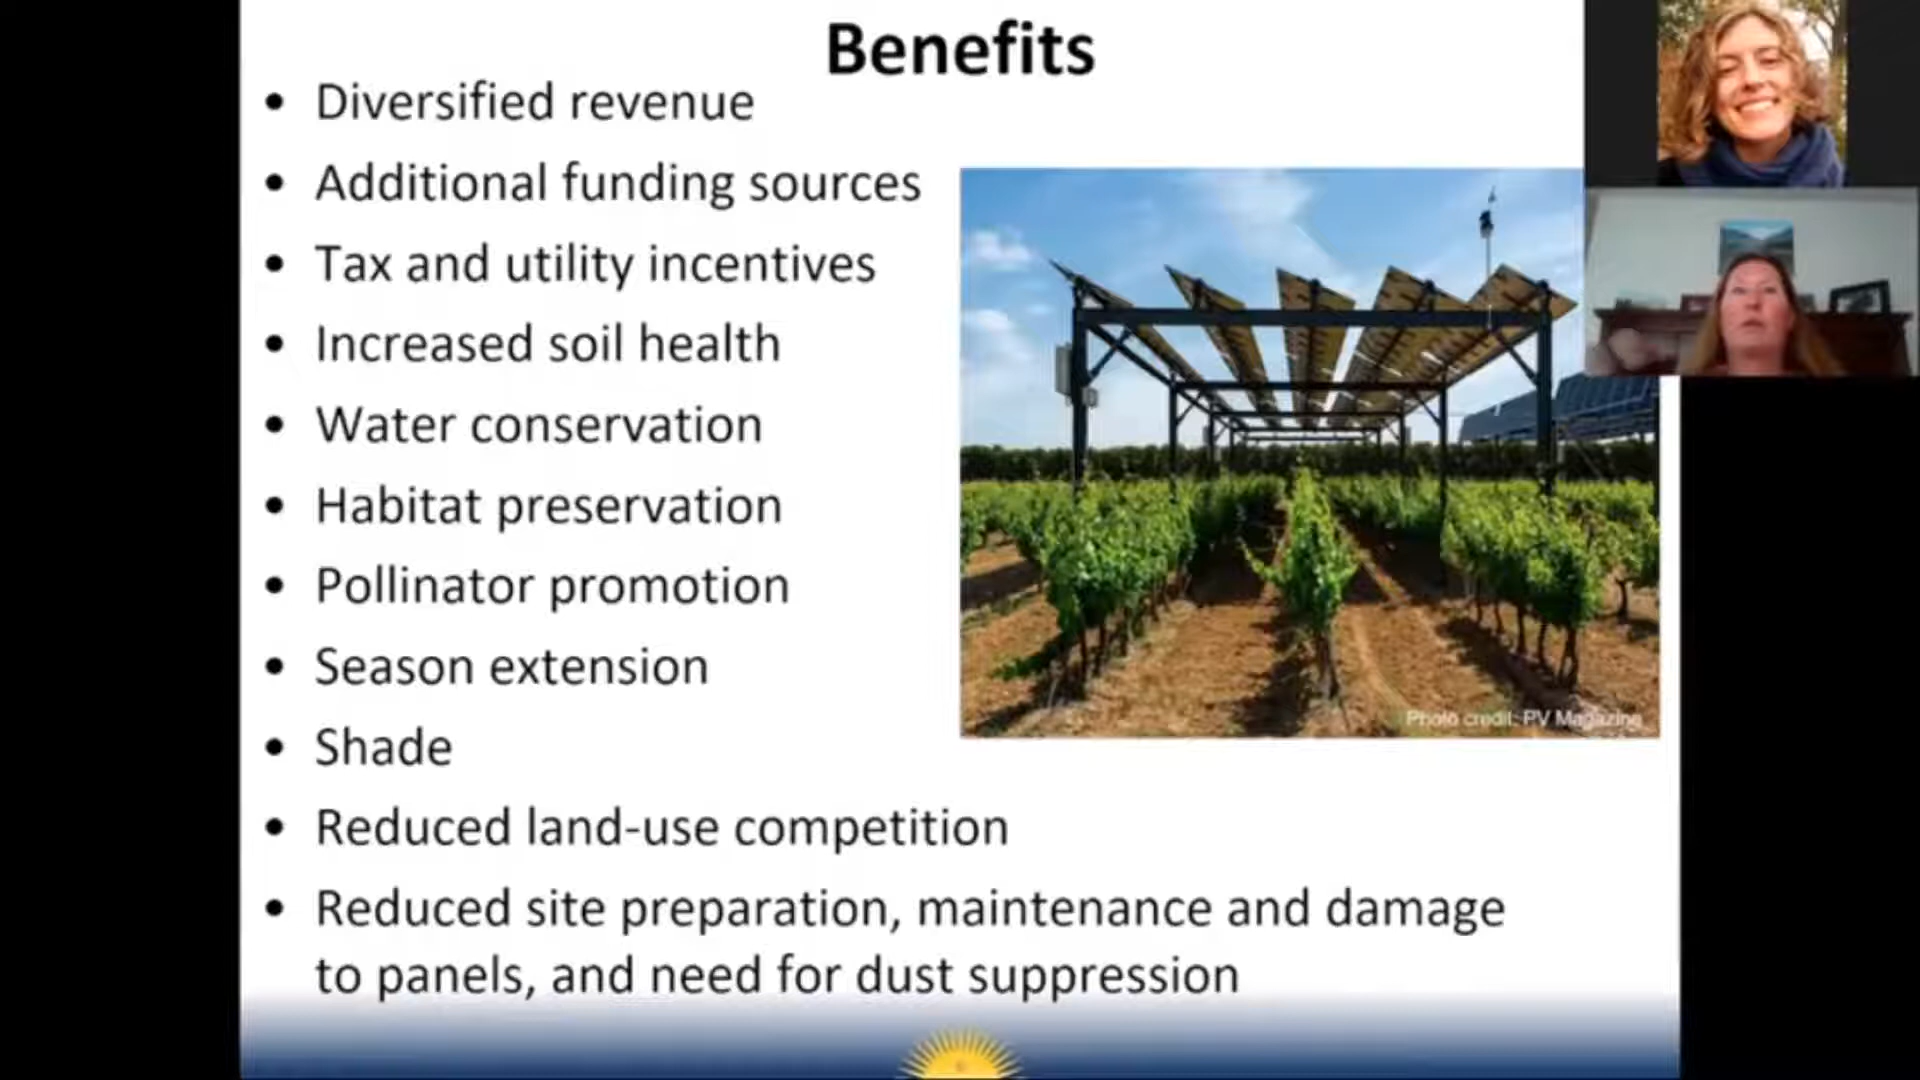 Benefits
• Diversified revenue
• Additional funding sources
• Tax and utility incentives
• Increased soil health
• Water conservation
• Habitat preservation
• Pollinator promotion
• Season extension
• Shade
• Reduced land-use competition
• Reduced site preparation, maintenance and damage
to panels, and need for dust suppression
Photo credit: PV Magazine